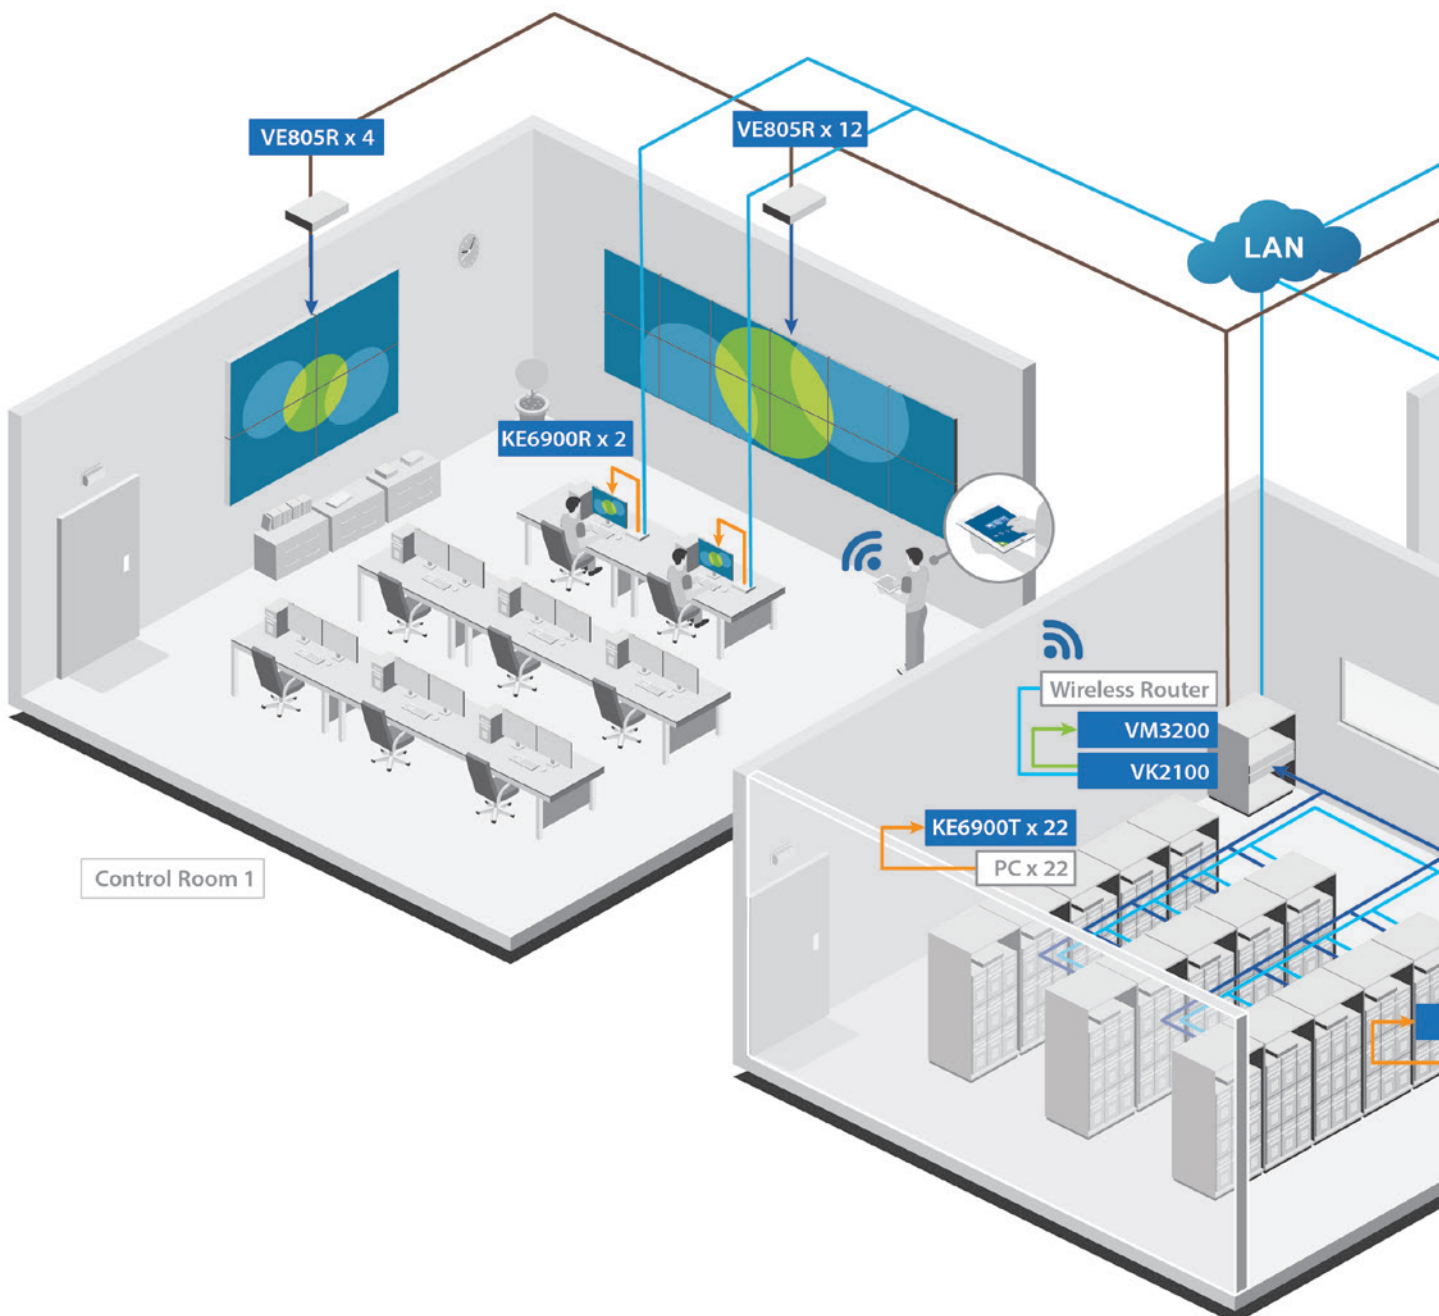 VE805R x 4
VE805R x 12
LAN
KE6900R x 2
Wireless Router
VM3200
VK2100
KE6900T x 22
PC x 22
Control Room 1